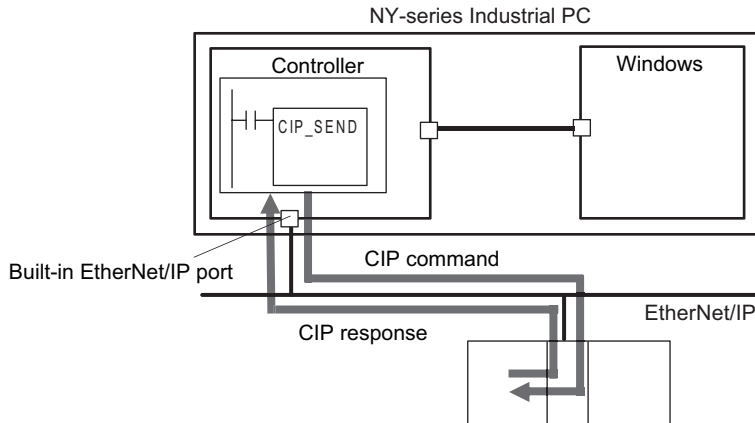 NY-series Industrial PC
Controller
Windows
CIP_SEND
Built-in EtherNet/IP port
CIP command
EtherNet/IP
CIP response